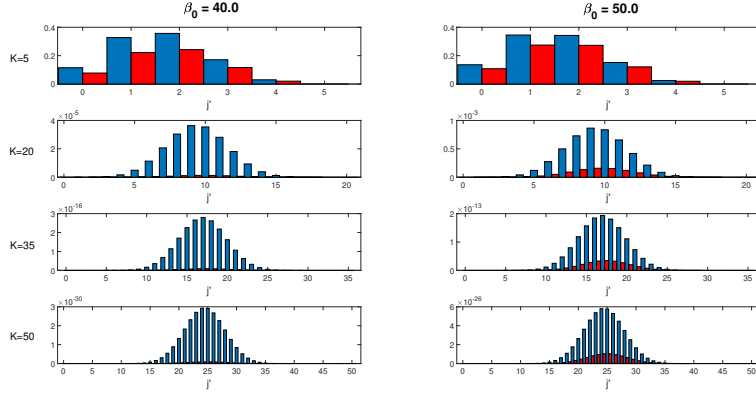 β₀ = 40.0
β₀ = 50.0
K=5
0.4
0.2
0
0 1 2 3 4 5
j'
0.4
0.2
0
0 1 2 3 4 5
j'
K=20
×10⁻⁵
4
2
0
0 5 10 15 20
j'
×10⁻³
1
0.5
0
0 5 10 15 20
j'
K=35
×10⁻¹⁶
3
2
1
0
0 5 10 15 20 25 30 35
j'
×10⁻¹³
2
1
0
0 5 10 15 20 25 30 35
j'
K=50
×10⁻³⁰
3
2
1
0
0 5 10 15 20 25 30 35 40 45 50
j'
×10⁻²⁶
6
4
2
0
0 5 10 15 20 25 30 35 40 45 50
j'